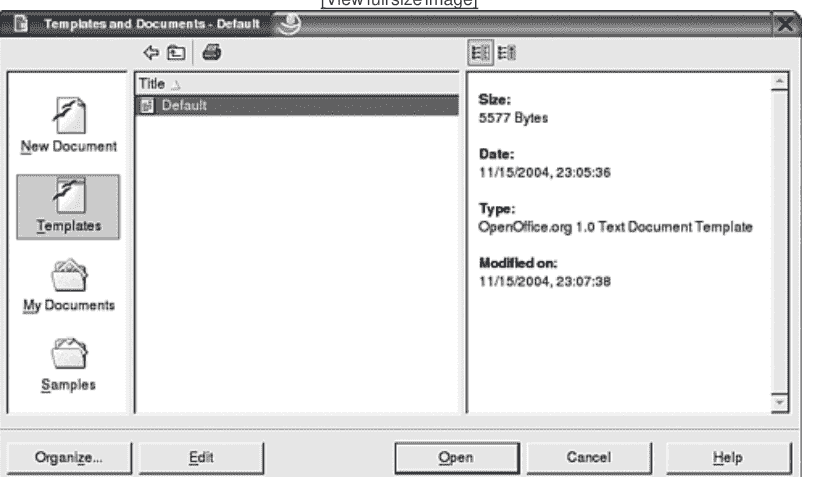 [View full size image]
Templates and Documents - Default
Title
Default
New Document
Templates
My Documents
Samples
Size:
5577 Bytes
Date:
11/15/2004, 23:05:36
Type:
OpenOffice.org 1.0 Text Document Template
Modified on:
11/15/2004, 23:07:38
Organize...
Edit
Open
Cancel
Help